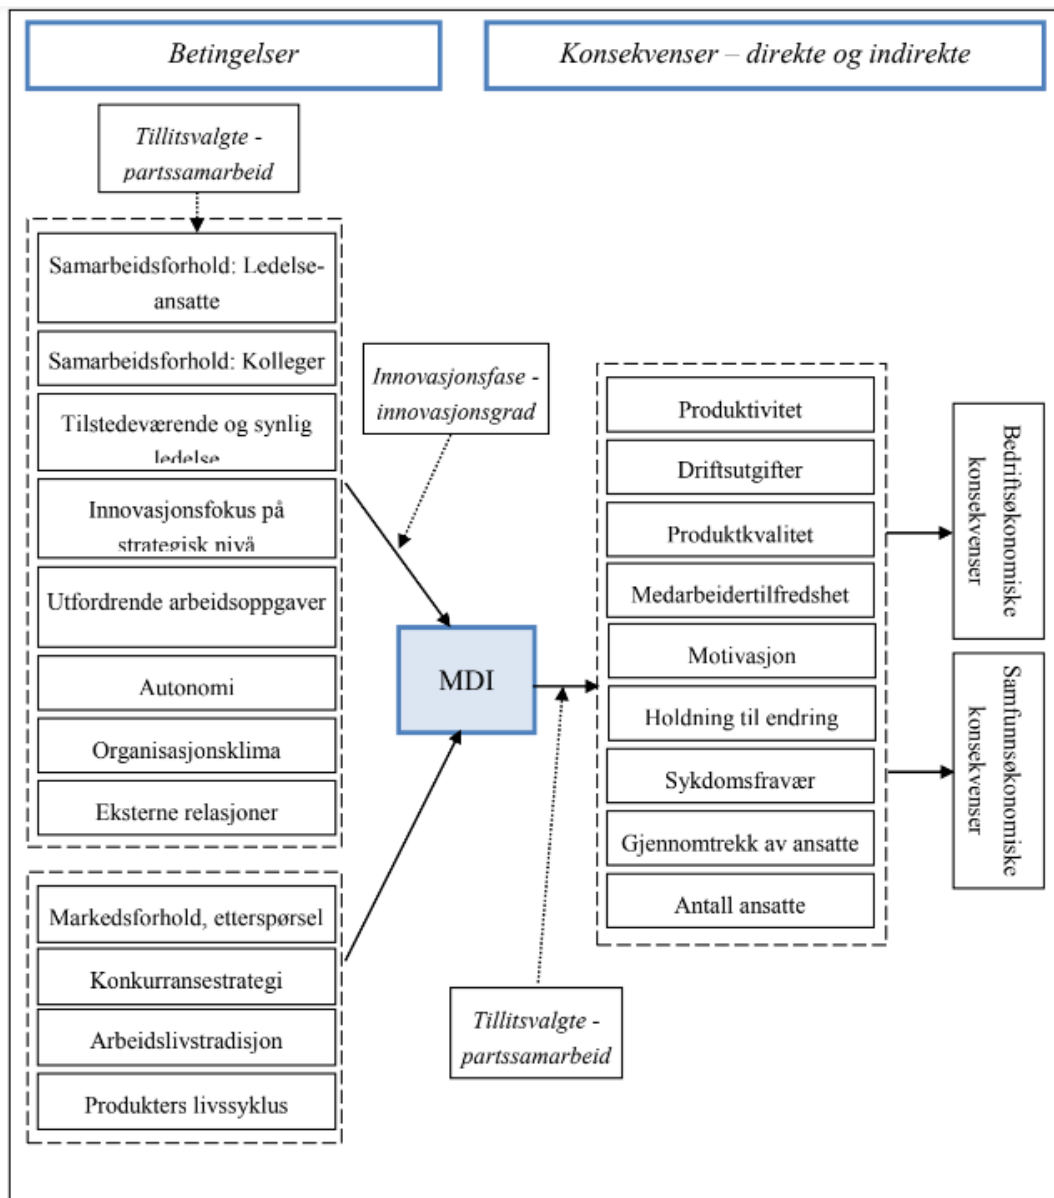 Betingelser
Konsekvenser – direkte og indirekte
Tillitsvalgte -
partssamarbeid
Samarbeidsforhold: Ledelse-
ansatte
Samarbeidsforhold: Kolleger
Tilstedeværende og synlig
ledelse
Innovasjonsfokus på
strategisk nivå
Utfordrende arbeidsoppgaver
Autonomi
Organisasjonsklima
Eksterne relasjoner
Markedsforhold, etterspørsel
Konkurransestrategi
Arbeidslivstradisjon
Produkters livssyklus
Innovasjonsfase -
innovasjonsgrad
MDI
Tillitsvalgte -
partssamarbeid
Produktivitet
Driftsutgifter
Produktkvalitet
Medarbeidertilfredshet
Motivasjon
Holdning til endring
Sykdomsfravær
Gjennomtrekk av ansatte
Antall ansatte
Bedriftsøkonomiske
konsekvenser
Samfunnsøkonomiske
konsekvenser